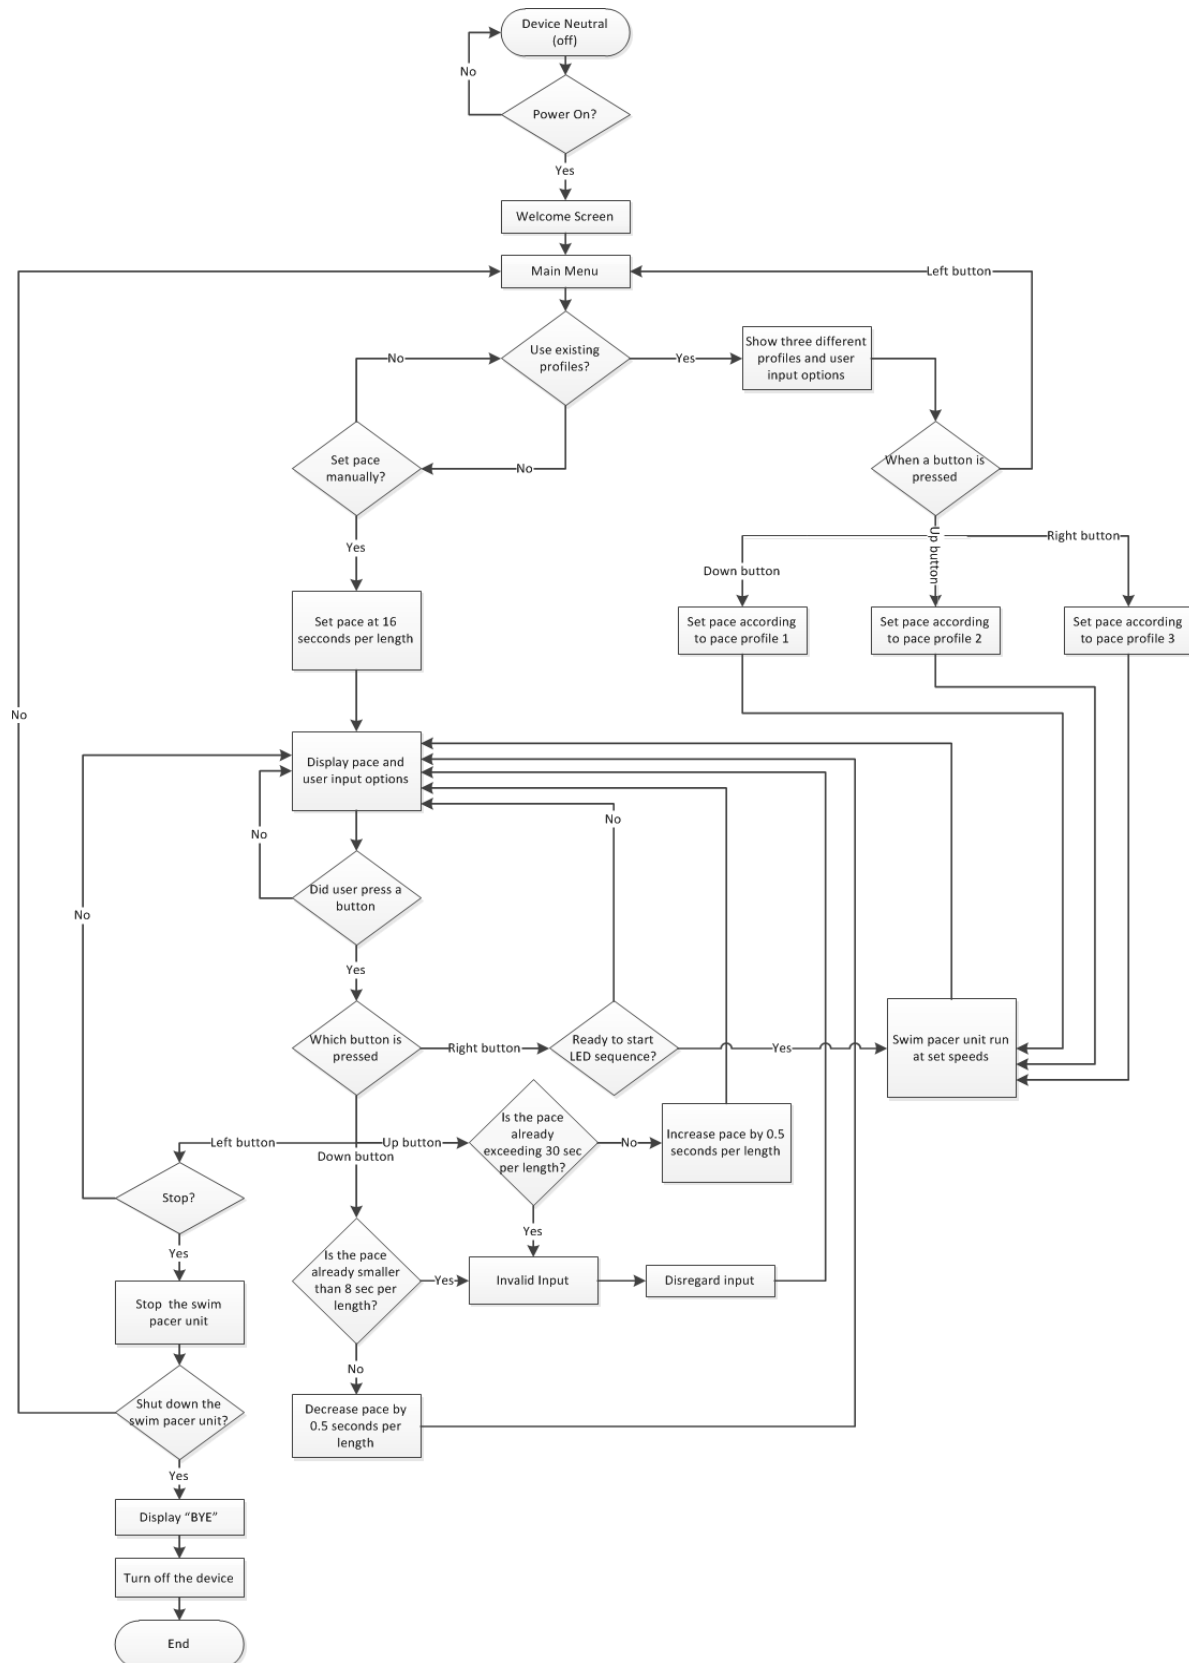 Device Neutral
(off)
No
Power On?
Yes
Welcome Screen
Main Menu
Left button
No
Use existing
profiles?
Yes
Show three different
profiles and user
input options
Set pace
manually?
No
When a button is
pressed
Yes
Up button
Right button
Down button
Set pace at 16
secconds per length
Set pace according
to pace profile 1
Set pace according
to pace profile 2
Set pace according
to pace profile 3
No
Display pace and
user input options
No
No
Did user press a
button
No
Yes
Which button is
pressed
Right button
Ready to start
LED sequence?
Yes
Swim pacer unit run
at set speeds
Left button
Up button
Down button
Is the pace
already
exceeding 30 sec
per length?
No
Increase pace by 0.5
seconds per length
Stop?
Yes
Yes
Is the pace
already smaller
than 8 sec per
length?
Yes
Invalid Input
Disregard input
Stop the swim
pacer unit
No
Shut down the
swim pacer unit?
Decrease pace by
0.5 seconds per
length
Yes
Display “BYE”
Turn off the device
End